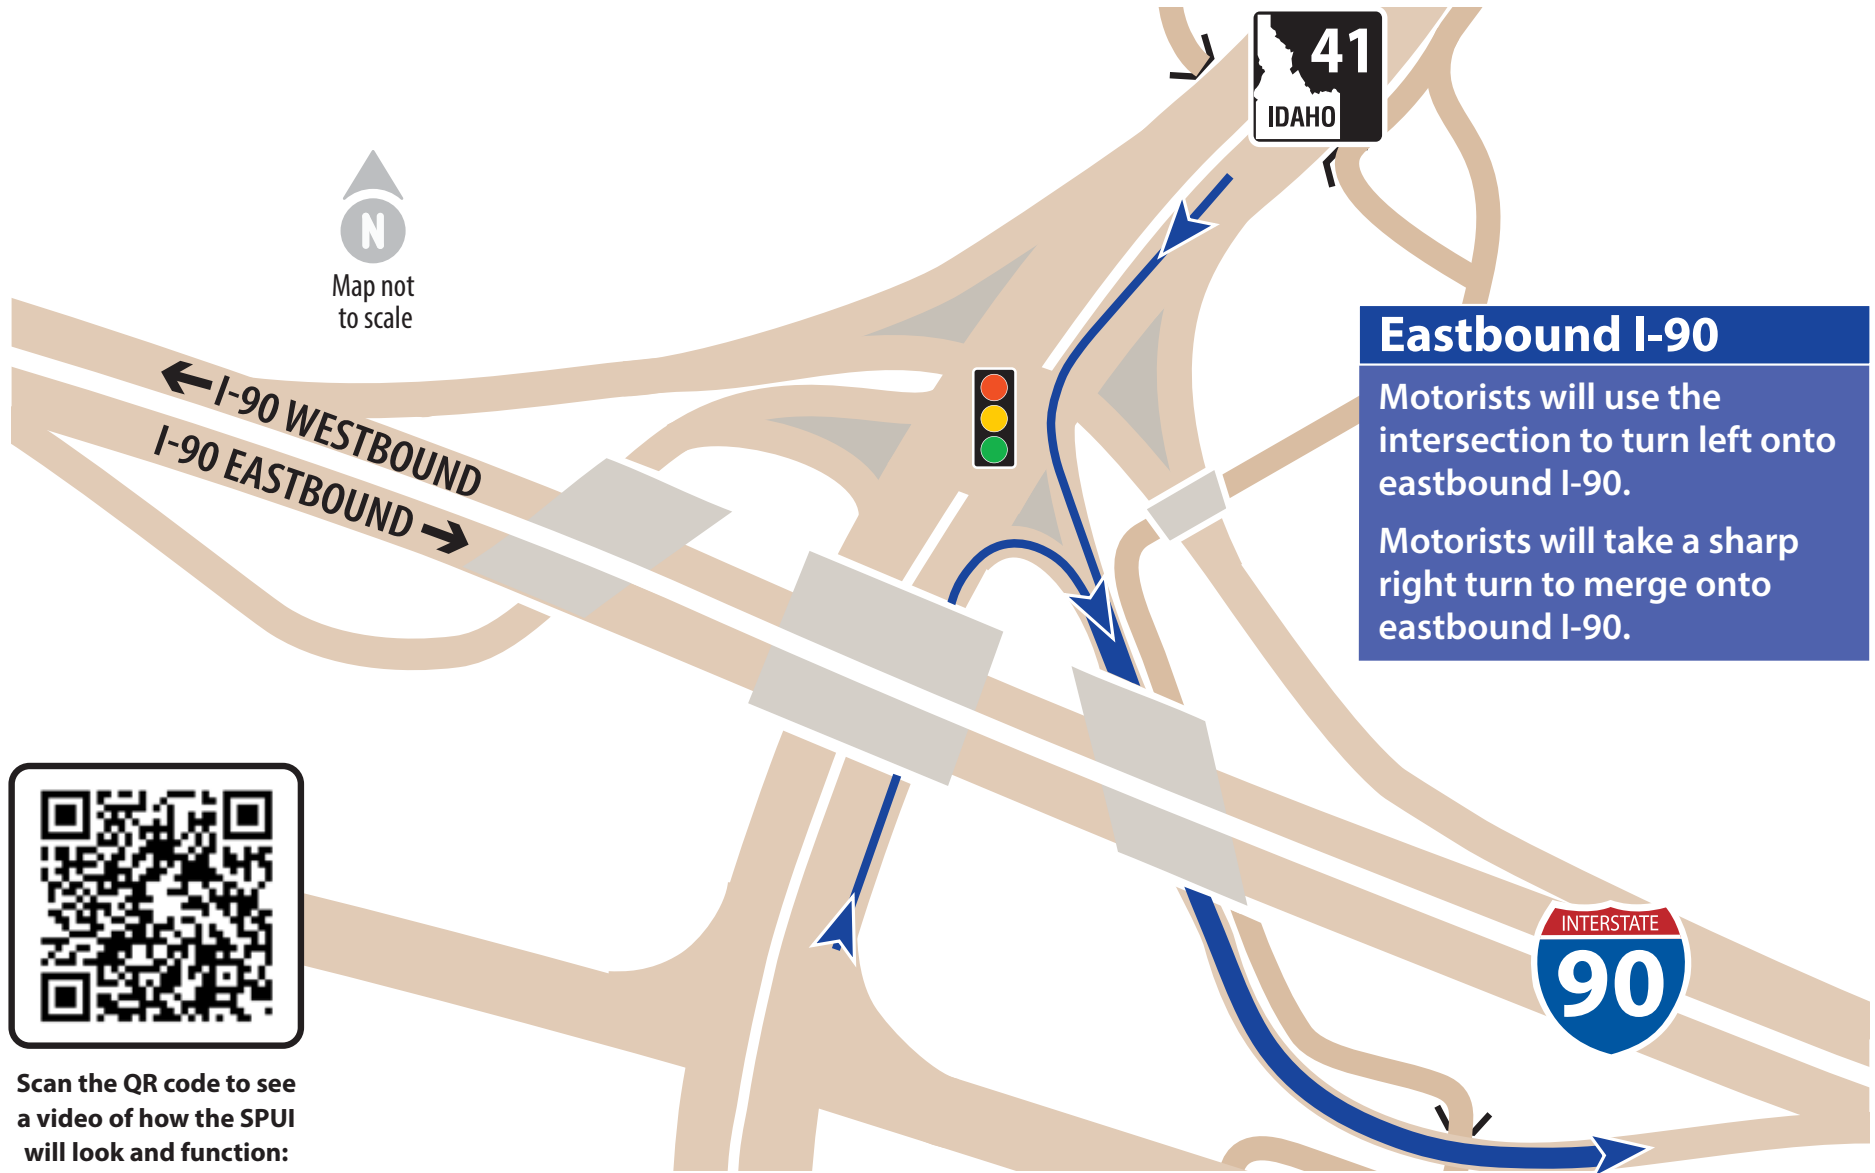 41
IDAHO
N
Map not
to scale
Eastbound I-90
Motorists will use the
intersection to turn left onto
eastbound I-90.
Motorists will take a sharp
right turn to merge onto
eastbound I-90.
I-90 WESTBOUND
I-90 EASTBOUND
INTERSTATE
90
Scan the QR code to see
a video of how the SPUI
will look and function: